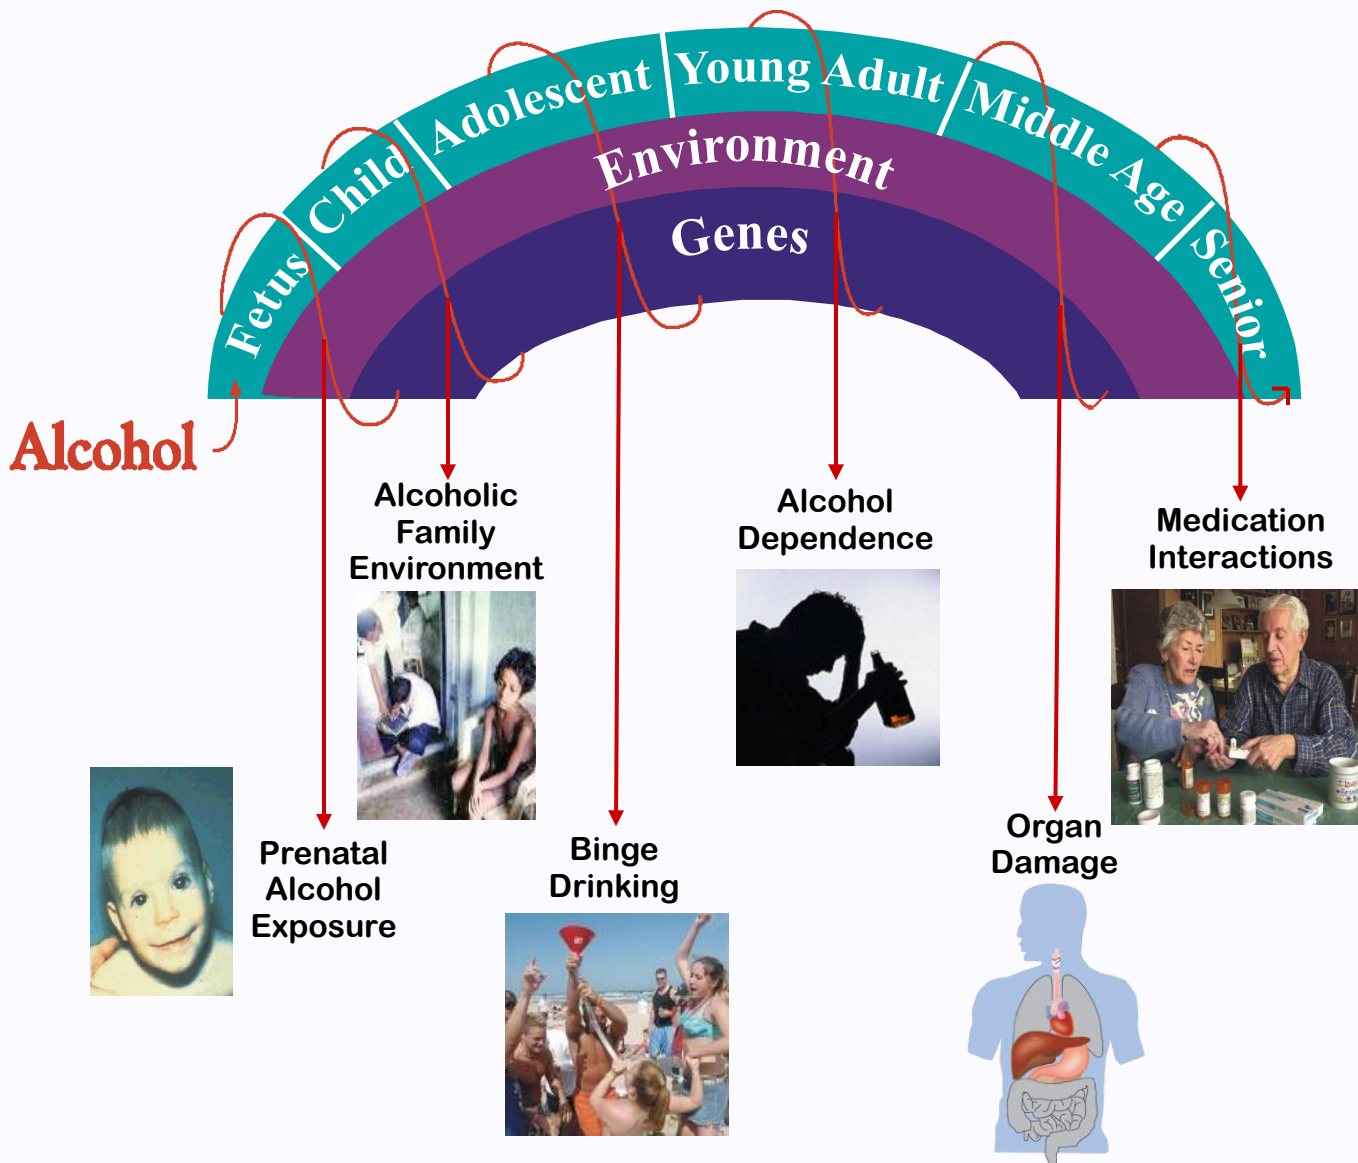 Fetus
Child
Adolescent
Young Adult
Middle Age
Senior
Environment
Genes
Alcohol
Alcoholic
Family
Environment
Alcohol
Dependence
Medication
Interactions
Prenatal
Alcohol
Exposure
Binge
Drinking
Organ
Damage